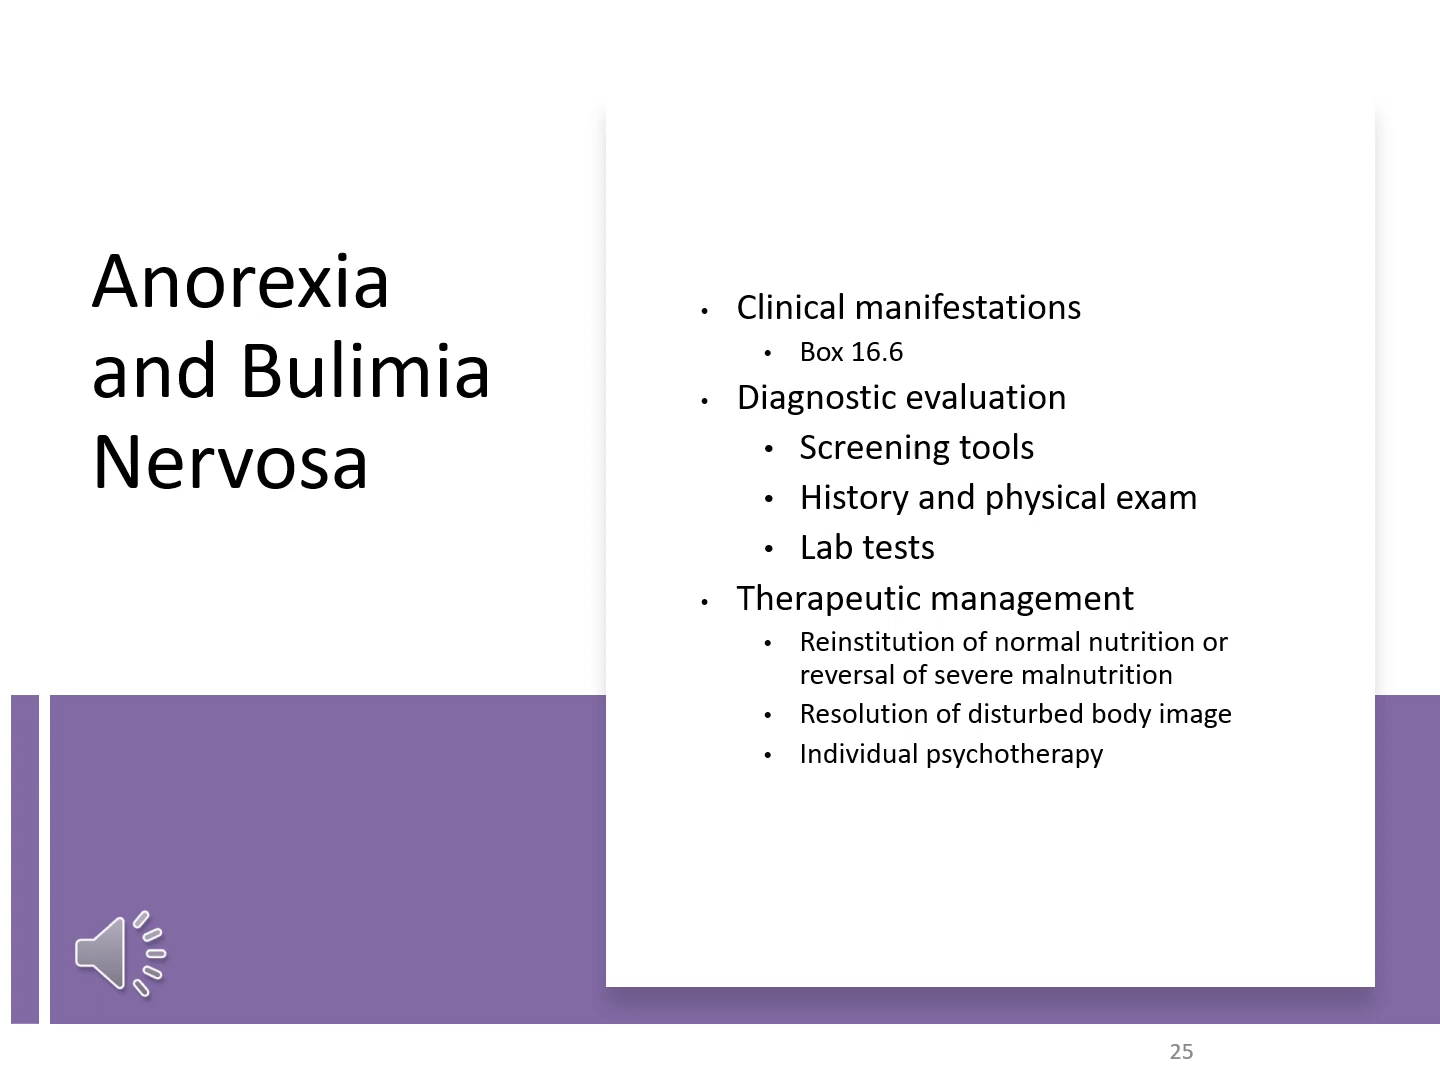 Anorexia
and Bulimia
Nervosa
• Clinical manifestations
• Box 16.6
• Diagnostic evaluation
• Screening tools
• History and physical exam
• Lab tests
• Therapeutic management
• Reinstitution of normal nutrition or
reversal of severe malnutrition
• Resolution of disturbed body image
• Individual psychotherapy
25